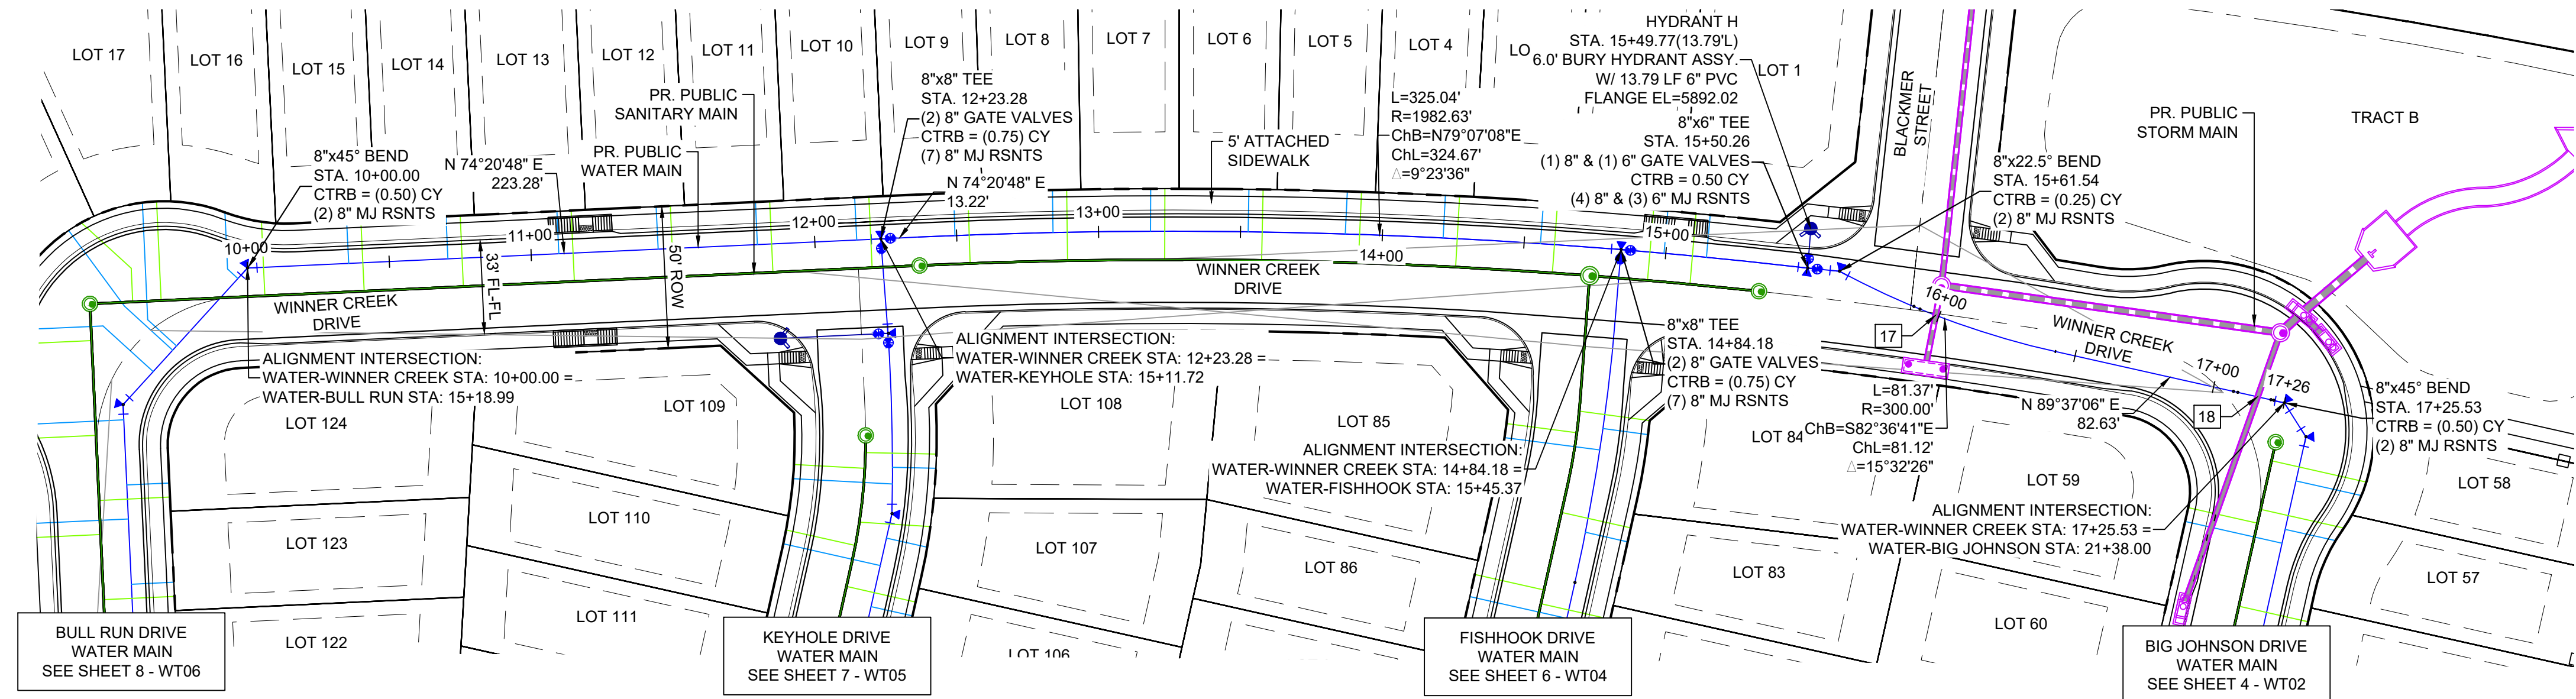 LOT 17
LOT 16
LOT 15
LOT 14
LOT 13
LOT 12
LOT 11
LOT 10
LOT 9
LOT 8
LOT 7
LOT 6
LOT 5
LOT 4
LO
LOT 1
HYDRANT H
STA. 15+49.77(13.79'L)
6.0' BURY HYDRANT ASSY.
W/ 13.79 LF 6" PVC
FLANGE EL=5892.02
8"x6" TEE
STA. 15+50.26
(1) 8" & (1) 6" GATE VALVES
CTRB = 0.50 CY
(4) 8" & (3) 6" MJ RSNTS
BLACKMER
STREET
PR. PUBLIC
STORM MAIN
TRACT B
8"x45° BEND
STA. 10+00.00
CTRB = (0.50) CY
(2) 8" MJ RSNTS
N 74°20'48" E
223.28'
PR. PUBLIC
SANITARY MAIN
PR. PUBLIC
WATER MAIN
8"x8" TEE
STA. 12+23.28
(2) 8" GATE VALVES
CTRB = (0.75) CY
(7) 8" MJ RSNTS
N 74°20'48" E
13.22'
5' ATTACHED
SIDEWALK
L=325.04'
R=1982.63'
ChB=N79°07'08"E
ChL=324.67'
△=9°23'36"
8"x22.5° BEND
STA. 15+61.54
CTRB = (0.25) CY
(2) 8" MJ RSNTS
10+00
11+00
12+00
13+00
14+00
15+00
16+00
17+00
17+26
33' FL-FL
50' ROW
WINNER CREEK
DRIVE
WINNER CREEK
DRIVE
WINNER CREEK
DRIVE
17
18
ALIGNMENT INTERSECTION:
WATER-WINNER CREEK STA: 10+00.00 =
WATER-BULL RUN STA: 15+18.99
ALIGNMENT INTERSECTION:
WATER-WINNER CREEK STA: 12+23.28 =
WATER-KEYHOLE STA: 15+11.72
8"x8" TEE
STA. 14+84.18
(2) 8" GATE VALVES
CTRB = (0.75) CY
(7) 8" MJ RSNTS
L=81.37'
R=300.00'
ChB=S82°36'41"E
ChL=81.12'
△=15°32'26"
N 89°37'06" E
82.63'
8"x45° BEND
STA. 17+25.53
CTRB = (0.50) CY
(2) 8" MJ RSNTS
ALIGNMENT INTERSECTION:
WATER-WINNER CREEK STA: 14+84.18 =
WATER-FISHHOOK STA: 15+45.37
ALIGNMENT INTERSECTION:
WATER-WINNER CREEK STA: 17+25.53 =
WATER-BIG JOHNSON STA: 21+38.00
LOT 124
LOT 109
LOT 108
LOT 85
LOT 84
LOT 59
LOT 58
LOT 123
LOT 110
LOT 107
LOT 86
LOT 83
LOT 57
LOT 122
LOT 111
LOT 106
LOT 60
BULL RUN DRIVE
WATER MAIN
SEE SHEET 8 - WT06
KEYHOLE DRIVE
WATER MAIN
SEE SHEET 7 - WT05
FISHHOOK DRIVE
WATER MAIN
SEE SHEET 6 - WT04
BIG JOHNSON DRIVE
WATER MAIN
SEE SHEET 4 - WT02